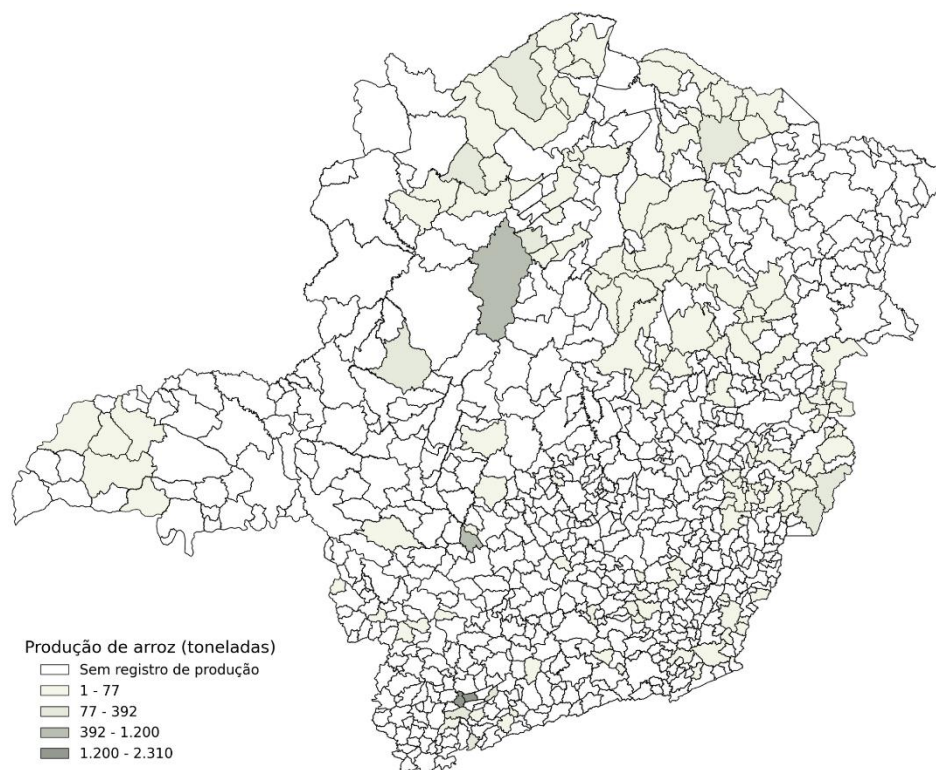 Produção de arroz (toneladas)
Sem registro de produção
1 - 77
77 - 392
392 - 1.200
1.200 - 2.310